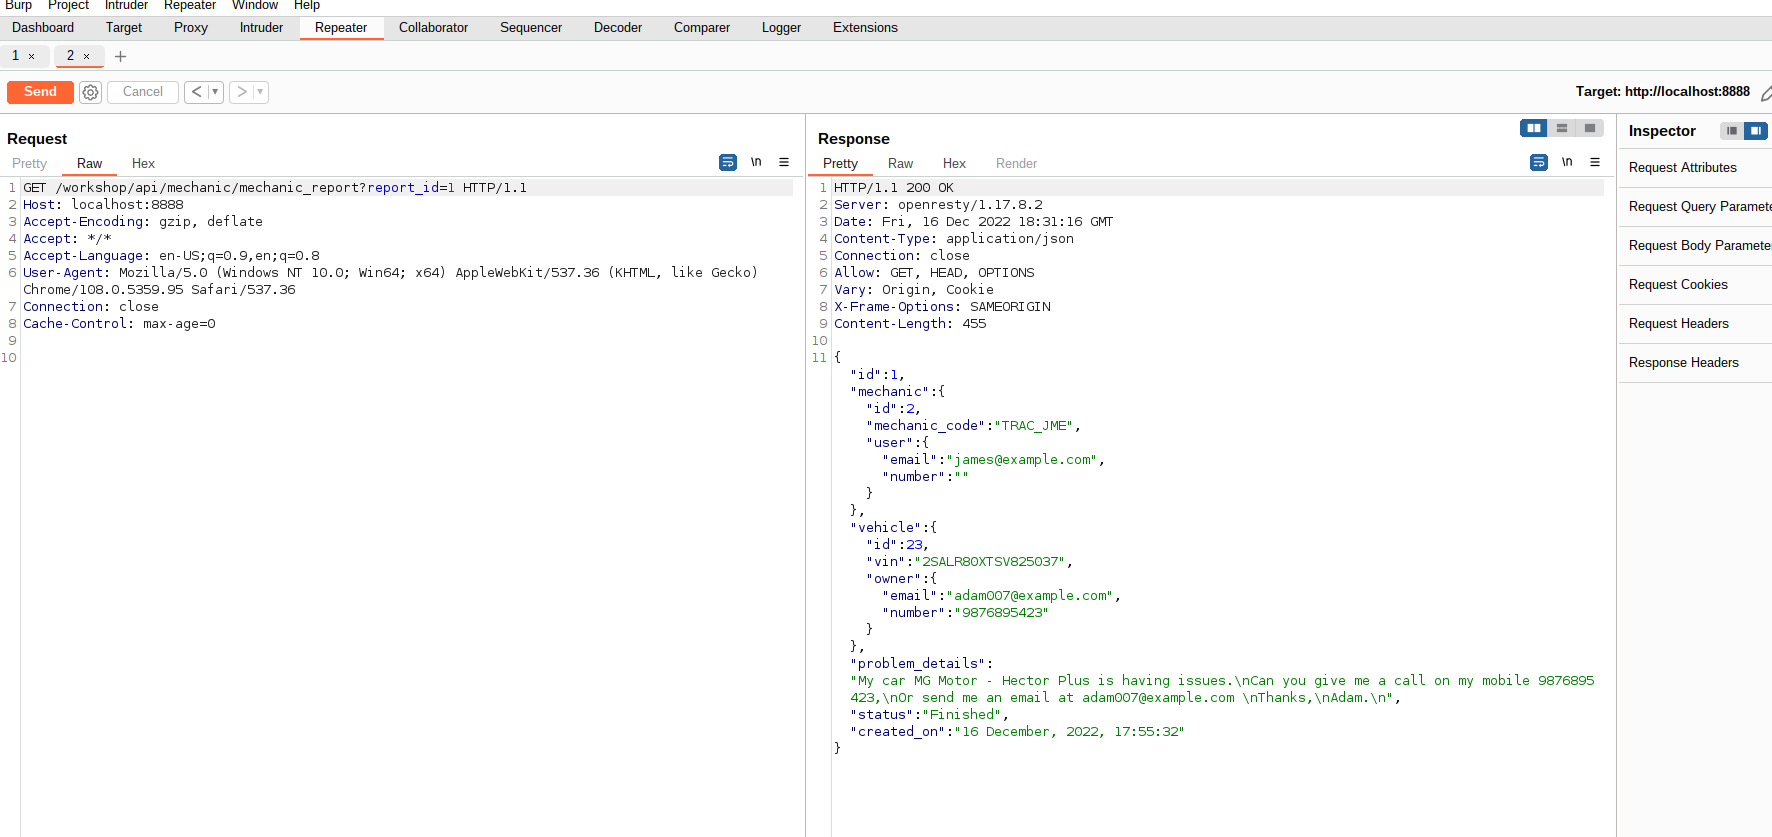 Burp Project Intruder Repeater Window Help
Dashboard Target Proxy Intruder Repeater Collaborator Sequencer Decoder Comparer Logger Extensions
1 × 2 × +
Send Cancel < ▾ > ▾ Target: http://localhost:8888
Request
Pretty Raw Hex \n ≡
1 GET /workshop/api/mechanic/mechanic_report?report_id=1 HTTP/1.1
2 Host: localhost:8888
3 Accept-Encoding: gzip, deflate
4 Accept: */*
5 Accept-Language: en-US;q=0.9,en;q=0.8
6 User-Agent: Mozilla/5.0 (Windows NT 10.0; Win64; x64) AppleWebKit/537.36 (KHTML, like Gecko)
Chrome/108.0.5359.95 Safari/537.36
7 Connection: close
8 Cache-Control: max-age=0
9
10
Response
Pretty Raw Hex Render \n ≡
1 HTTP/1.1 200 OK
2 Server: openresty/1.17.8.2
3 Date: Fri, 16 Dec 2022 18:31:16 GMT
4 Content-Type: application/json
5 Connection: close
6 Allow: GET, HEAD, OPTIONS
7 Vary: Origin, Cookie
8 X-Frame-Options: SAMEORIGIN
9 Content-Length: 455
10
11 {
"id":1,
"mechanic":{
"id":2,
"mechanic_code":"TRAC_JME",
"user":{
"email":"james@example.com",
"number":""
}
},
"vehicle":{
"id":23,
"vin":"2SALR80XTSV825037",
"owner":{
"email":"adam007@example.com",
"number":"9876895423"
}
},
"problem_details":
"My car MG Motor - Hector Plus is having issues.\nCan you give me a call on my mobile 9876895
423,\nOr send me an email at adam007@example.com \nThanks,\nAdam.\n",
"status":"Finished",
"created_on":"16 December, 2022, 17:55:32"
}
Inspector
Request Attributes
Request Query Paramete
Request Body Paramete
Request Cookies
Request Headers
Response Headers